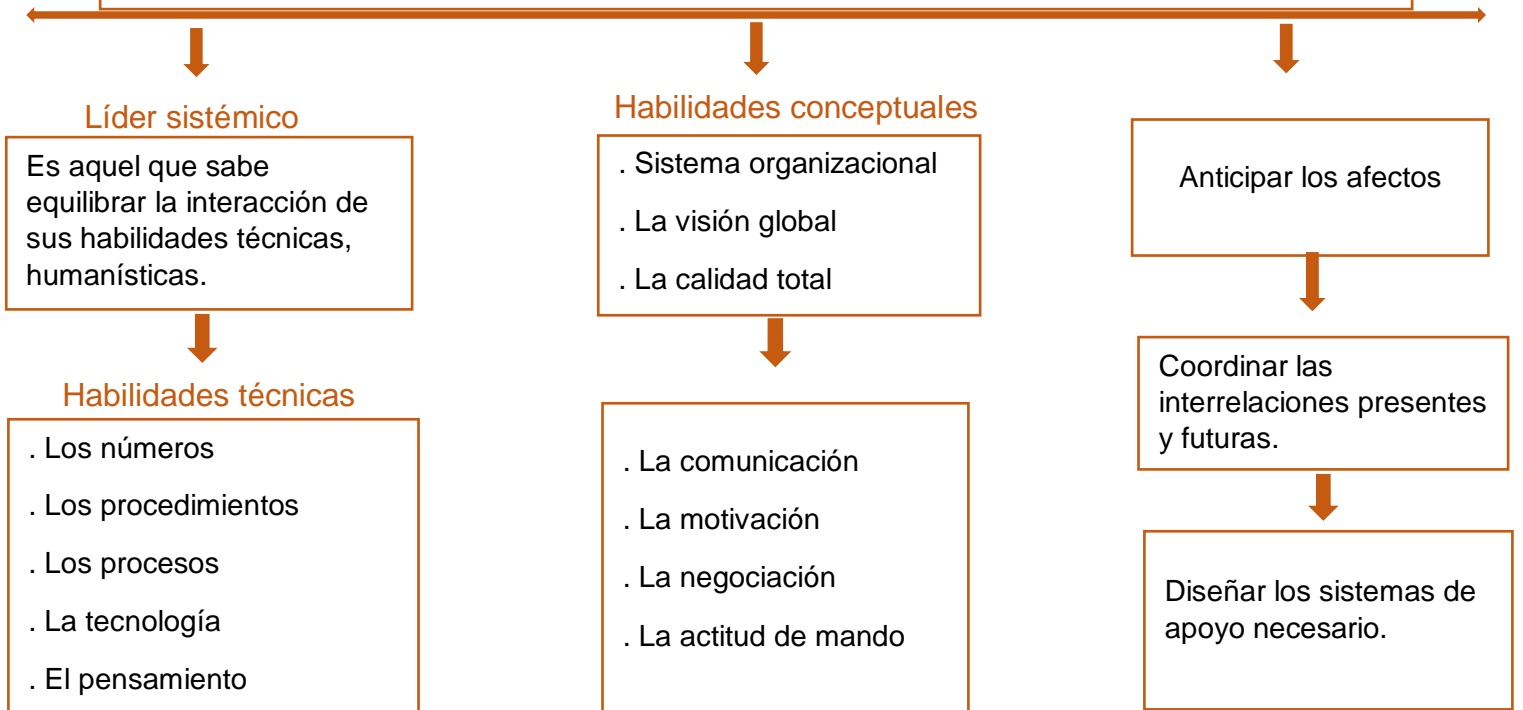 Líder sistémico
Es aquel que sabe
equilibrar la interacción de
sus habilidades técnicas,
humanísticas.
Habilidades técnicas
. Los números
. Los procedimientos
. Los procesos
. La tecnología
. El pensamiento
Habilidades conceptuales
. Sistema organizacional
. La visión global
. La calidad total
. La comunicación
. La motivación
. La negociación
. La actitud de mando
Anticipar los afectos
Coordinar las
interrelaciones presentes
y futuras.
Diseñar los sistemas de
apoyo necesario.